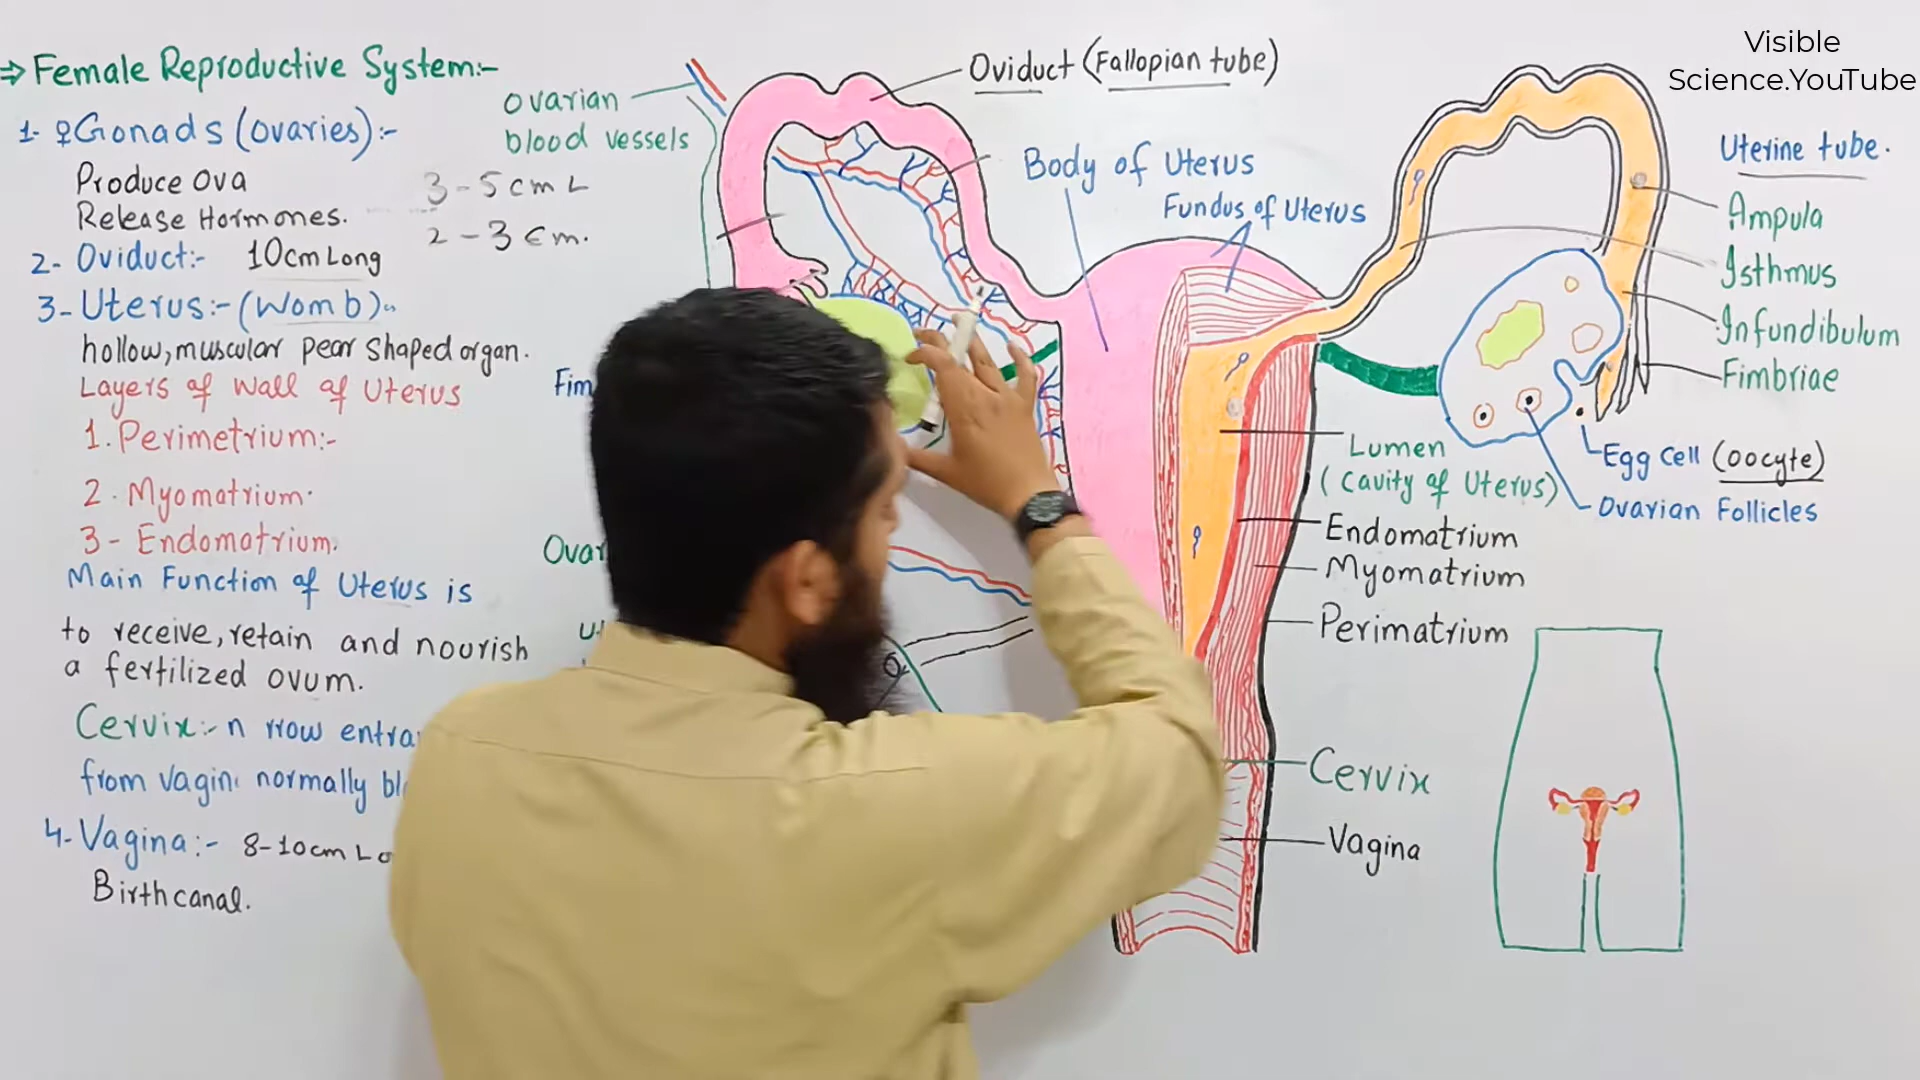 Visible
Science.YouTube
⇒ Female Reproductive System:-
1- ♀Gonads (ovaries):-
Produce Ova
Release Hormones.
3-5cm L
2-3cm.
2- Oviduct:- 10cm Long
3- Uterus:- (Womb)-
hollow, muscular pear shaped organ.
Layers of wall of Uterus
1. Perimetrium:-
2. Myomatrium.
3- Endomatrium.
Main Function of Uterus is
to receive, retain and nourish
a fertilized ovum.
Cervix:- n rrow
from vagin normally
4- Vagina:- 8-10cm L
Birth canal.
ovarian
blood vessels
Oviduct (Fallopian tube)
Body of Uterus
Fundus of Uterus
Fim
Ovar
Ut
Uterine tube.
Ampula
Isthmus
Infundibulum
Fimbriae
Egg cell (oocyte)
Ovarian Follicles
Lumen
(cavity of Uterus)
Endomatrium
Myomatrium
Perimatrium
Cervix
Vagina